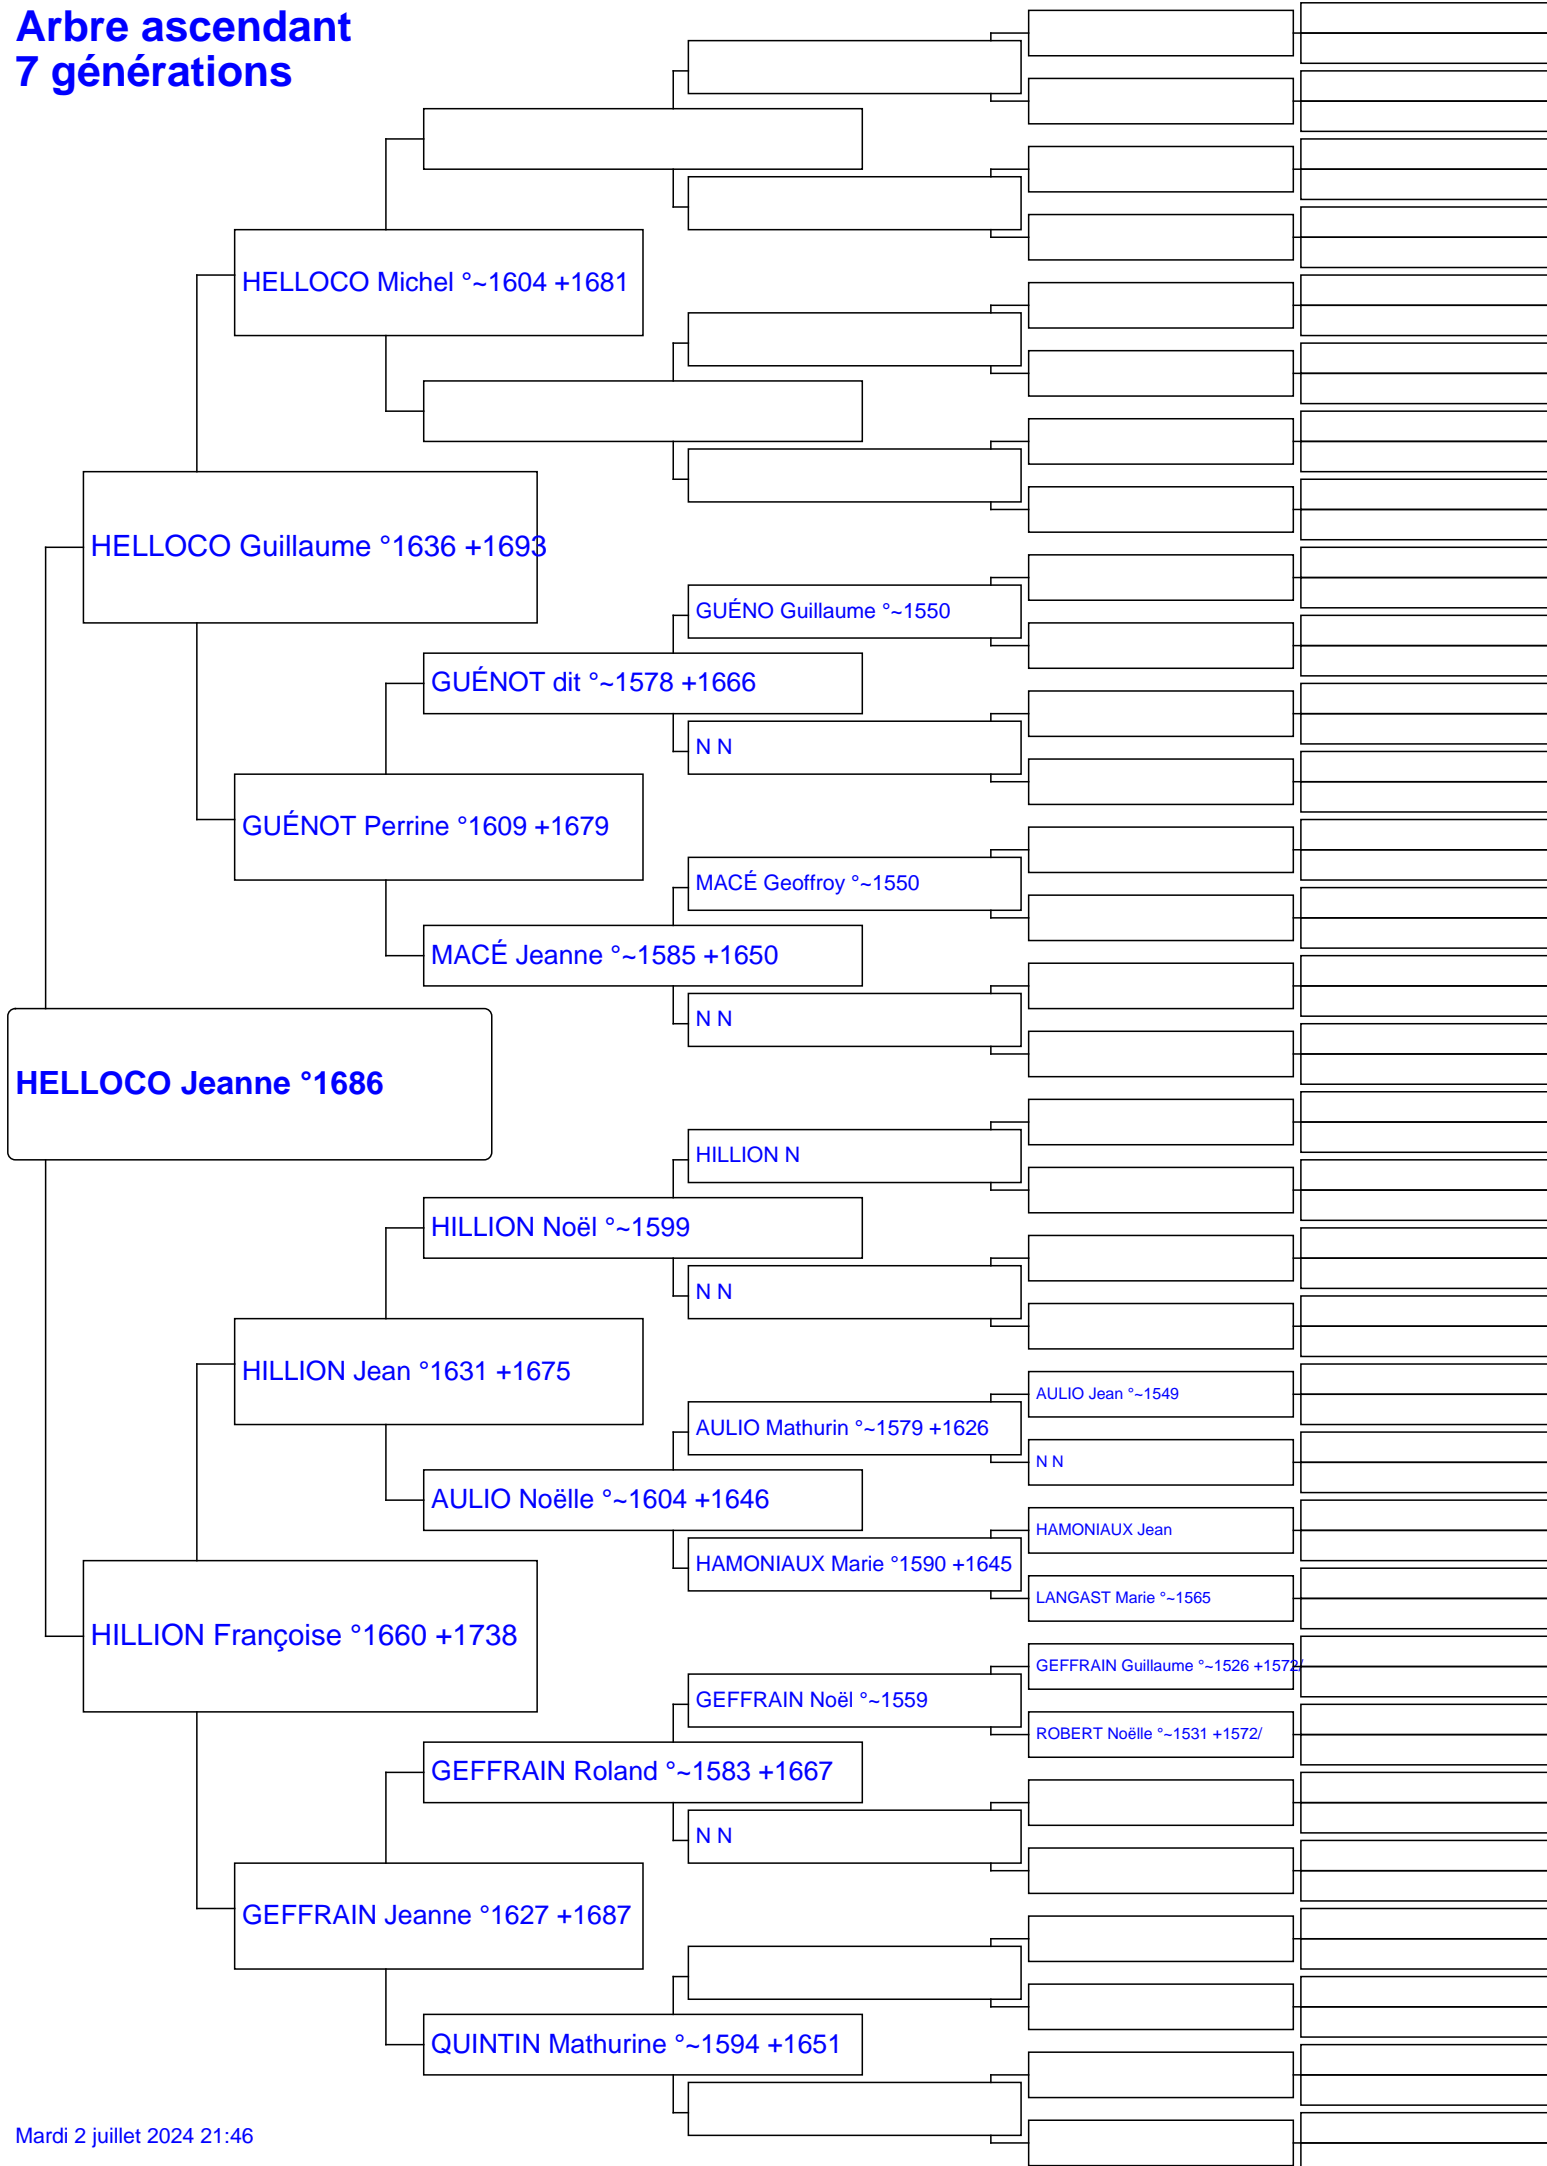 Arbre ascendant
7 générations
HELLOCO Michel °~1604 +1681
HELLOCO Guillaume °1636 +1693
GUÉNO Guillaume °~1550
GUÉNOT dit °~1578 +1666
N N
GUÉNOT Perrine °1609 +1679
MACÉ Geoffroy °~1550
MACÉ Jeanne °~1585 +1650
N N
HELLOCO Jeanne °1686
HILLION N
HILLION Noël °~1599
N N
HILLION Jean °1631 +1675
AULIO Jean °~1549
AULIO Mathurin °~1579 +1626
N N
AULIO Noëlle °~1604 +1646
HAMONIAUX Jean
HAMONIAUX Marie °1590 +1645
LANGAST Marie °~1565
HILLION Françoise °1660 +1738
GEFFRAIN Guillaume °~1526 +1572/
GEFFRAIN Noël °~1559
ROBERT Noëlle °~1531 +1572/
GEFFRAIN Roland °~1583 +1667
N N
GEFFRAIN Jeanne °1627 +1687
QUINTIN Mathurine °~1594 +1651
Mardi 2 juillet 2024 21:46